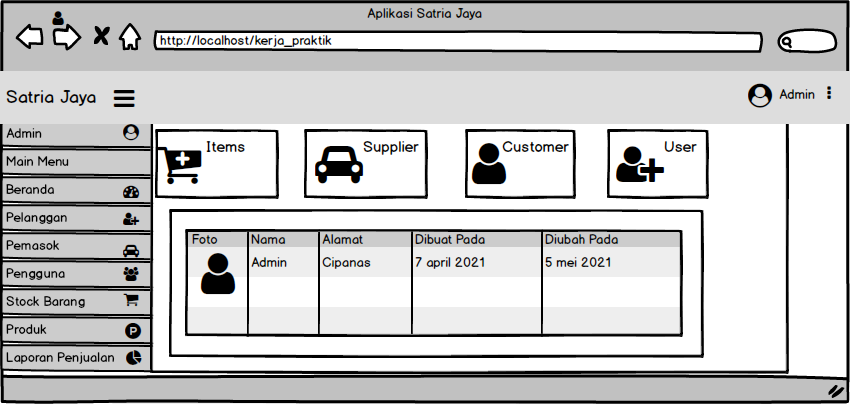 Aplikasi Satria Jaya
http://localhost/kerja_praktik
Satria Jaya
Admin
Admin
Main Menu
Beranda
Pelanggan
Pemasok
Pengguna
Stock Barang
Produk
P
Laporan Penjualan
Items
Supplier
Customer
User
Foto Nama Alamat Dibuat Pada Diubah Pada
Admin Cipanas 7 april 2021 5 mei 2021